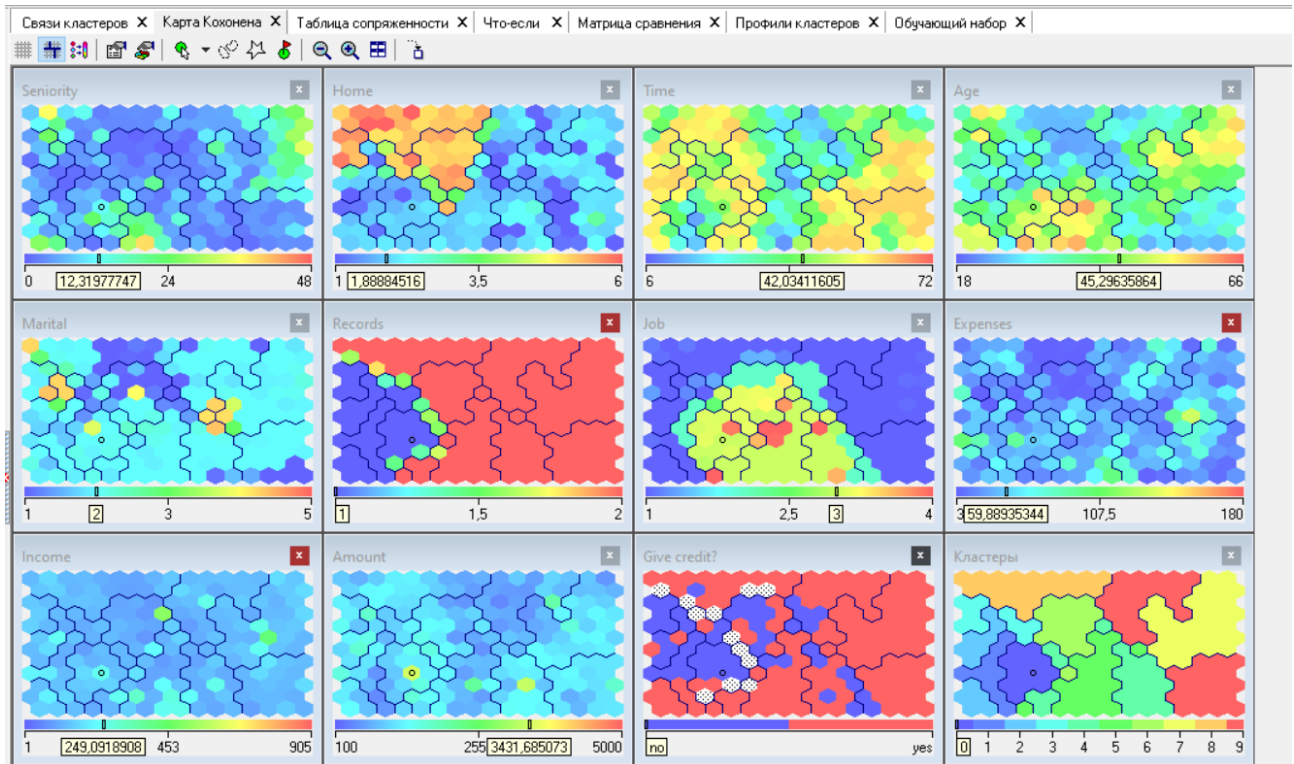 Связи кластеров X Карта Кохонена X Таблица сопряженности X Что-если X Матрица сравнения X Профили кластеров X Обучающий набор X
Seniority x Home x Time x Age x
0 12,31977747 24 48 1 1,88884516 3,5 6 6 42,03411605 72 18 45,29635864 66
Marital x Records x Job x Expenses x
1 2 3 5 1 1,5 2 1 2,5 3 4 3 59,88935344 107,5 180
Income x Amount x Give credit? x Кластеры x
1 249,0918908 453 905 100 255 3431,685073 5000 no yes 0 1 2 3 4 5 6 7 8 9